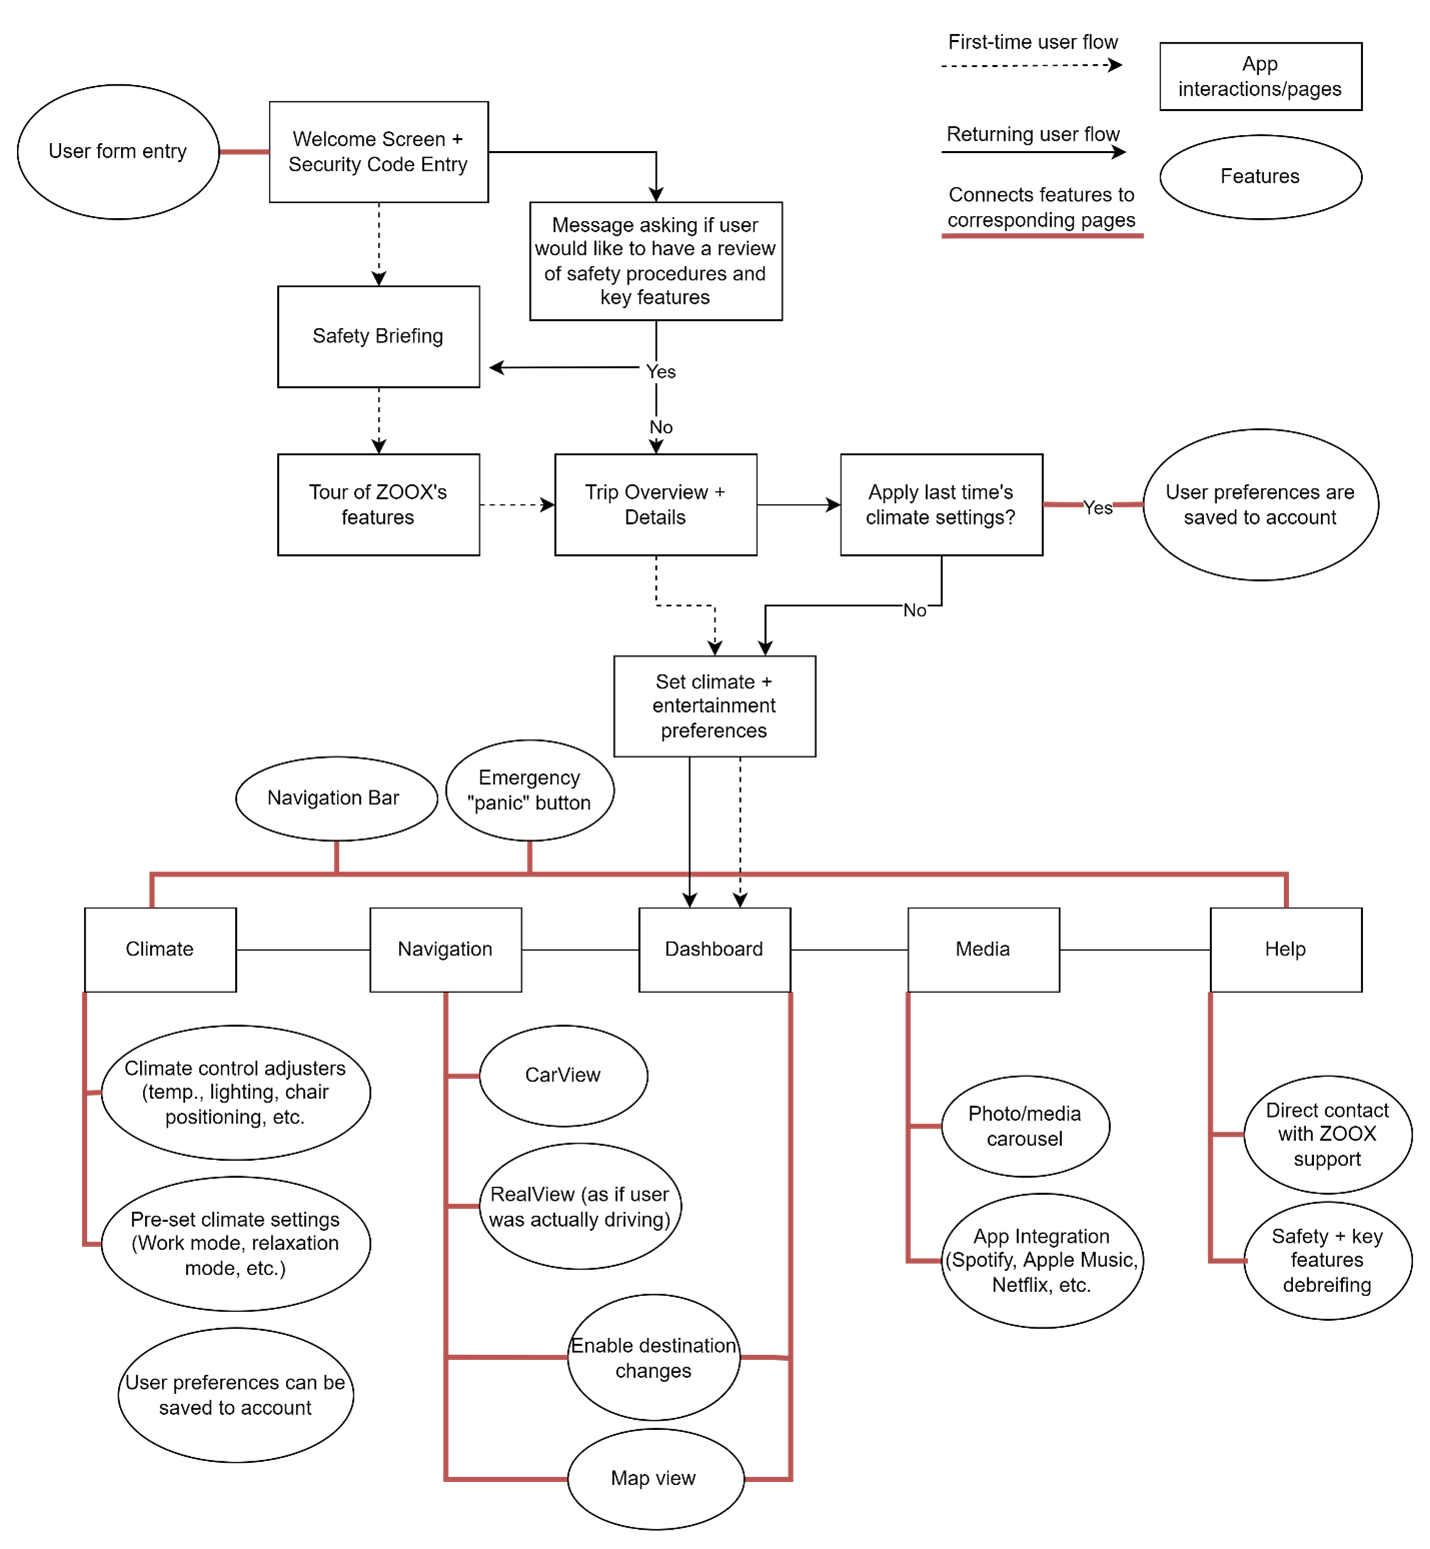 First-time user flow
App
interactions/pages
Returning user flow
Features
Connects features to
corresponding pages
User form entry
Welcome Screen +
Security Code Entry
Message asking if user
would like to have a review
of safety procedures and
key features
Safety Briefing
Yes
No
Tour of ZOOX's
features
Trip Overview +
Details
Apply last time's
climate settings?
Yes
User preferences are
saved to account
No
Set climate +
entertainment
preferences
Navigation Bar
Emergency
"panic" button
Climate
Navigation
Dashboard
Media
Help
Climate control adjusters
(temp., lighting, chair
positioning, etc.
Pre-set climate settings
(Work mode, relaxation
mode, etc.)
User preferences can be
saved to account
CarView
RealView (as if user
was actually driving)
Enable destination
changes
Map view
Photo/media
carousel
App Integration
(Spotify, Apple Music,
Netflix, etc.
Direct contact
with ZOOX
support
Safety + key
features
debreifing